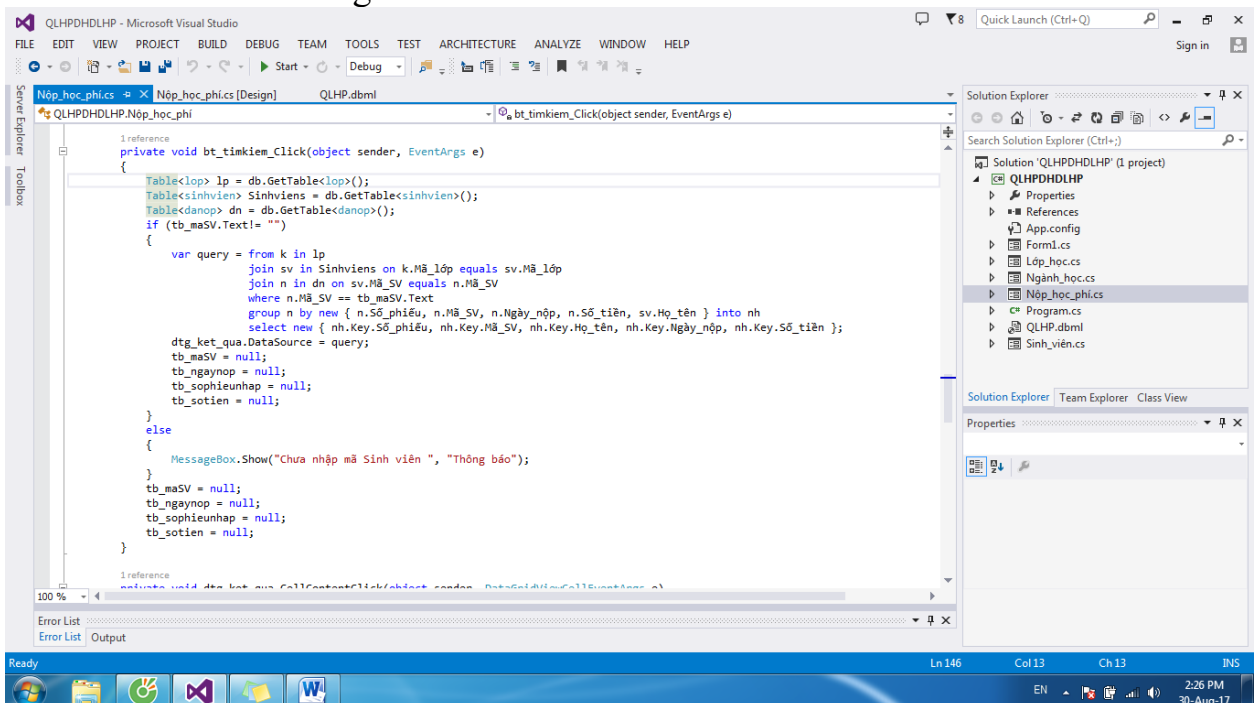 QLHPDHDLHP - Microsoft Visual Studio
8
Quick Launch (Ctrl+Q)
FILE EDIT VIEW PROJECT BUILD DEBUG TEAM TOOLS TEST ARCHITECTURE ANALYZE WINDOW HELP
Sign in
Start
Debug
Server Explorer
Toolbox
Nộp_học_phí.cs
Nộp_học_phí.cs [Design]
QLHP.dbml
QLHPDHDLHP.Nộp_học_phí
bt_timkiem_Click(object sender, EventArgs e)
1 reference
private void bt_timkiem_Click(object sender, EventArgs e)
{
Table<lop> lp = db.GetTable<lop>();
Table<sinhvien> Sinhviens = db.GetTable<sinhvien>();
Table<danop> dn = db.GetTable<danop>();
if (tb_maSV.Text!= "")
{
var query = from k in lp
join sv in Sinhviens on k.Mã_lớp equals sv.Mã_lớp
join n in dn on sv.Mã_SV equals n.Mã_SV
where n.Mã_SV == tb_maSV.Text
group n by new { n.Số_phiếu, n.Mã_SV, n.Ngày_nộp, n.Số_tiền, sv.Họ_tên } into nh
select new { nh.Key.Số_phiếu, nh.Key.Mã_SV, nh.Key.Họ_tên, nh.Key.Ngày_nộp, nh.Key.Số_tiền };
dtg_ket_qua.DataSource = query;
tb_maSV = null;
tb_ngaynop = null;
tb_sophieunhap = null;
tb_sotien = null;
}
else
{
MessageBox.Show("Chưa nhập mã Sinh viên ", "Thông báo");
}
tb_maSV = null;
tb_ngaynop = null;
tb_sophieunhap = null;
tb_sotien = null;
}
1 reference
private void dtg_ket_qua_CellContentClick(object sender, DataGridViewCellEventArgs e)
100 %
Error List
Error List Output
Solution Explorer
Search Solution Explorer (Ctrl+;)
Solution 'QLHPDHDLHP' (1 project)
QLHPDHDLHP
Properties
References
App.config
Form1.cs
Lớp_học.cs
Ngành_học.cs
Nộp_học_phí.cs
Program.cs
QLHP.dbml
Sinh_viên.cs
Solution Explorer Team Explorer Class View
Properties
Ready
Ln 146 Col 13 Ch 13 INS
EN
2:26 PM
30-Aug-17